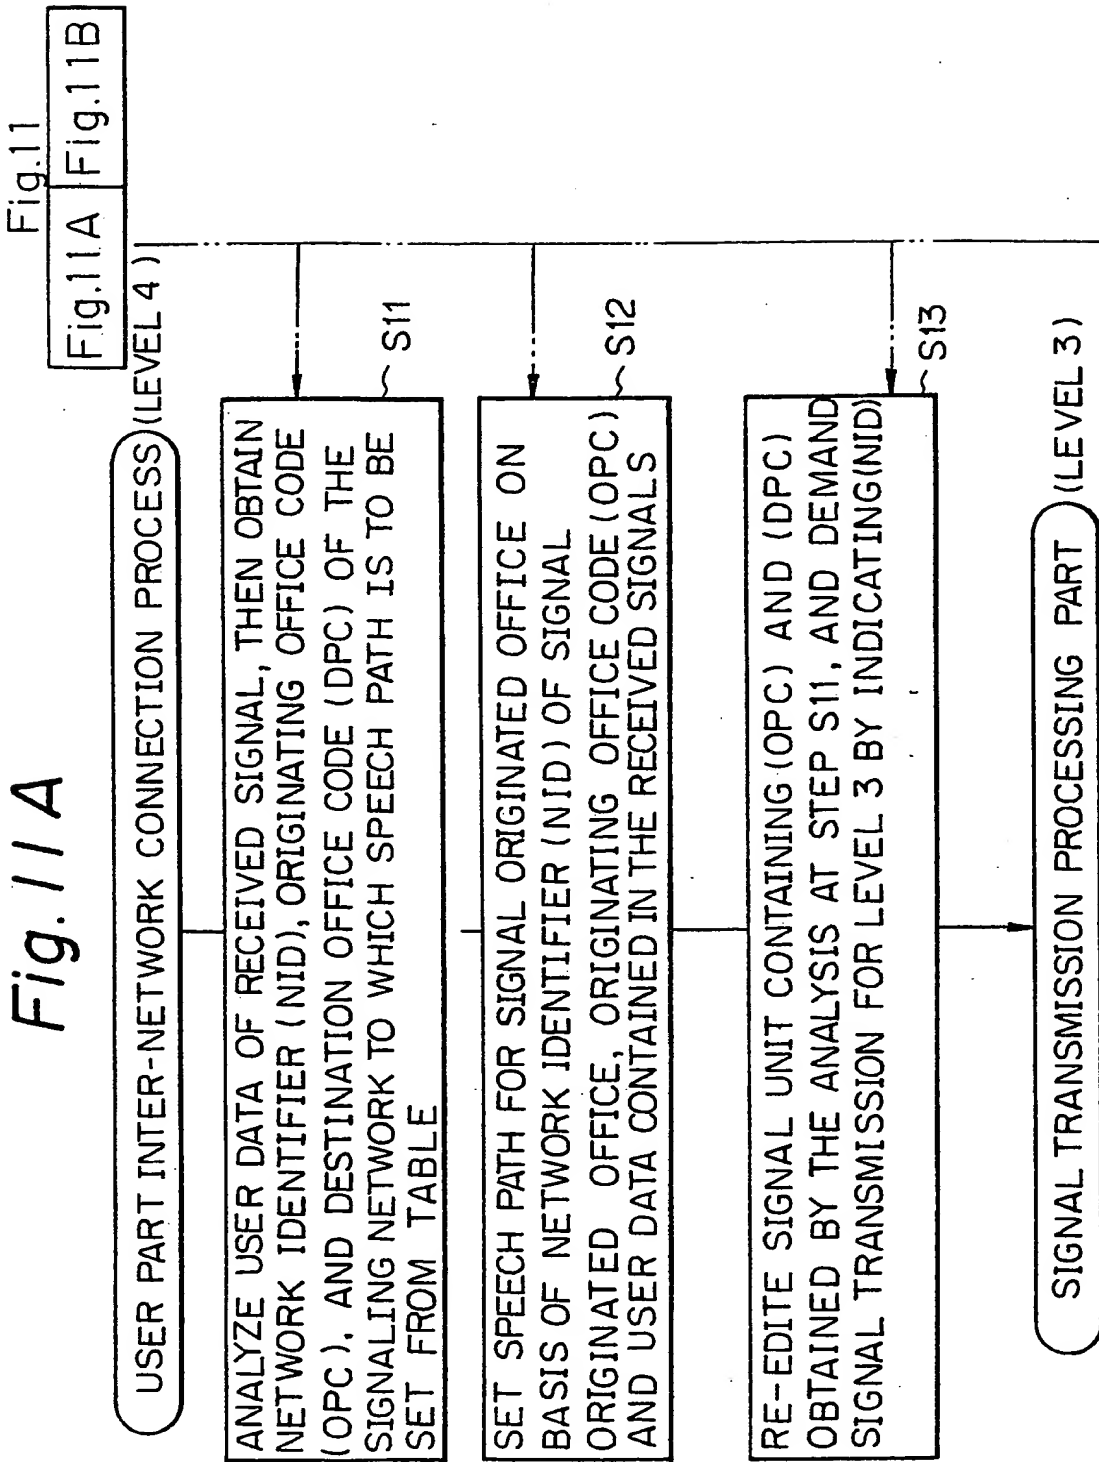 Fig. 11A
Fig.11
Fig.11A Fig.11B
USER PART INTER-NETWORK CONNECTION PROCESS (LEVEL 4)
ANALYZE USER DATA OF RECEIVED SIGNAL, THEN OBTAIN
NETWORK IDENTIFIER (NID), ORIGINATING OFFICE CODE
(OPC), AND DESTINATION OFFICE CODE (DPC) OF THE
SIGNALING NETWORK TO WHICH SPEECH PATH IS TO BE
SET FROM TABLE
S11
SET SPEECH PATH FOR SIGNAL ORIGINATED OFFICE ON
BASIS OF NETWORK IDENTIFIER (NID) OF SIGNAL
ORIGINATED OFFICE, ORIGINATING OFFICE CODE (OPC)
AND USER DATA CONTAINED IN THE RECEIVED SIGNALS
S12
RE-EDITE SIGNAL UNIT CONTAINING (OPC) AND (DPC)
OBTAINED BY THE ANALYSIS AT STEP S11, AND DEMAND
SIGNAL TRANSMISSION FOR LEVEL 3 BY INDICATING(NID)
S13
SIGNAL TRANSMISSION PROCESSING PART (LEVEL 3)